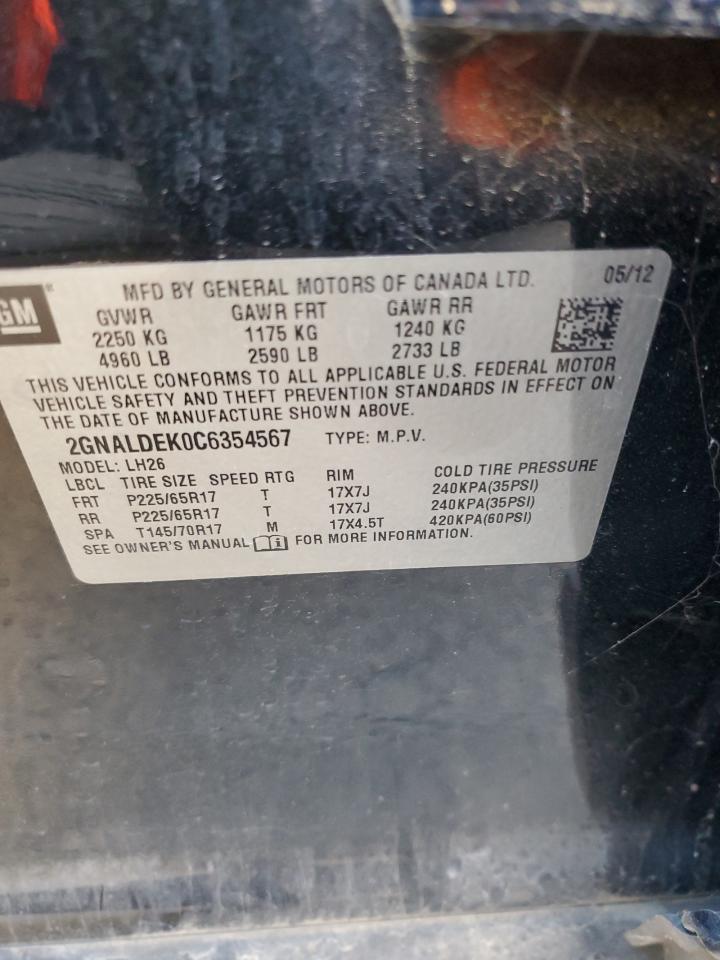 GM ® MFD BY GENERAL MOTORS OF CANADA LTD. 05/12
GVWR GAWR FRT GAWR RR
2250 KG 1175 KG 1240 KG
4960 LB 2590 LB 2733 LB
THIS VEHICLE CONFORMS TO ALL APPLICABLE U.S. FEDERAL MOTOR
VEHICLE SAFETY AND THEFT PREVENTION STANDARDS IN EFFECT ON
THE DATE OF MANUFACTURE SHOWN ABOVE.
2GNALDEK0C6354567 TYPE: M.P.V.
MODEL: LH26
LBCL TIRE SIZE SPEED RTG RIM COLD TIRE PRESSURE
FRT P225/65R17 T 17X7J 240KPA(35PSI)
RR P225/65R17 T 17X7J 240KPA(35PSI)
SPA T145/70R17 M 17X4.5T 420KPA(60PSI)
SEE OWNER'S MANUAL FOR MORE INFORMATION.